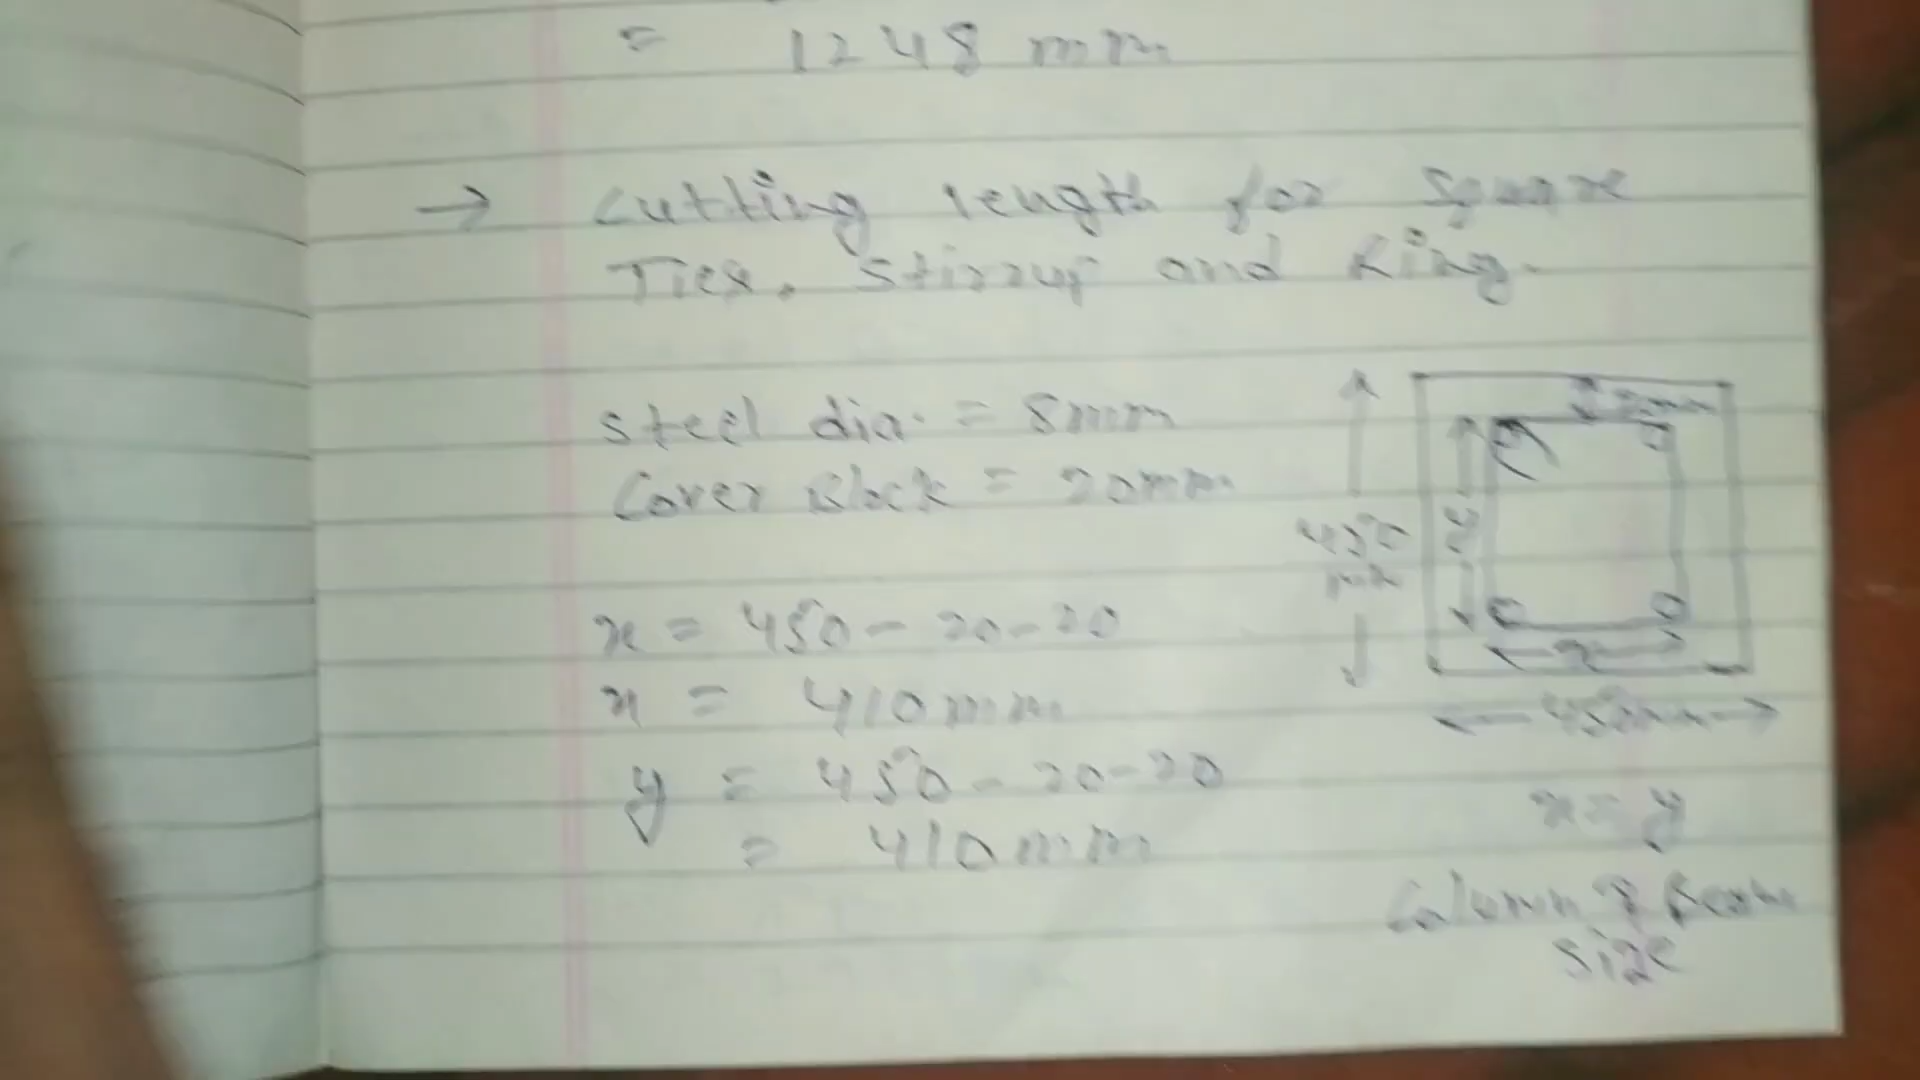 = 1248 mm
→ Cutting length for Square
Ties, Stirrup and Ring.
steel dia. = 8mm
Cover Block = 20mm
x = 450 - 20 - 20
x = 410mm
y = 450 - 20 - 20
= 410mm
450
mm
y
x
450mm
x = y
Column & Beam
size